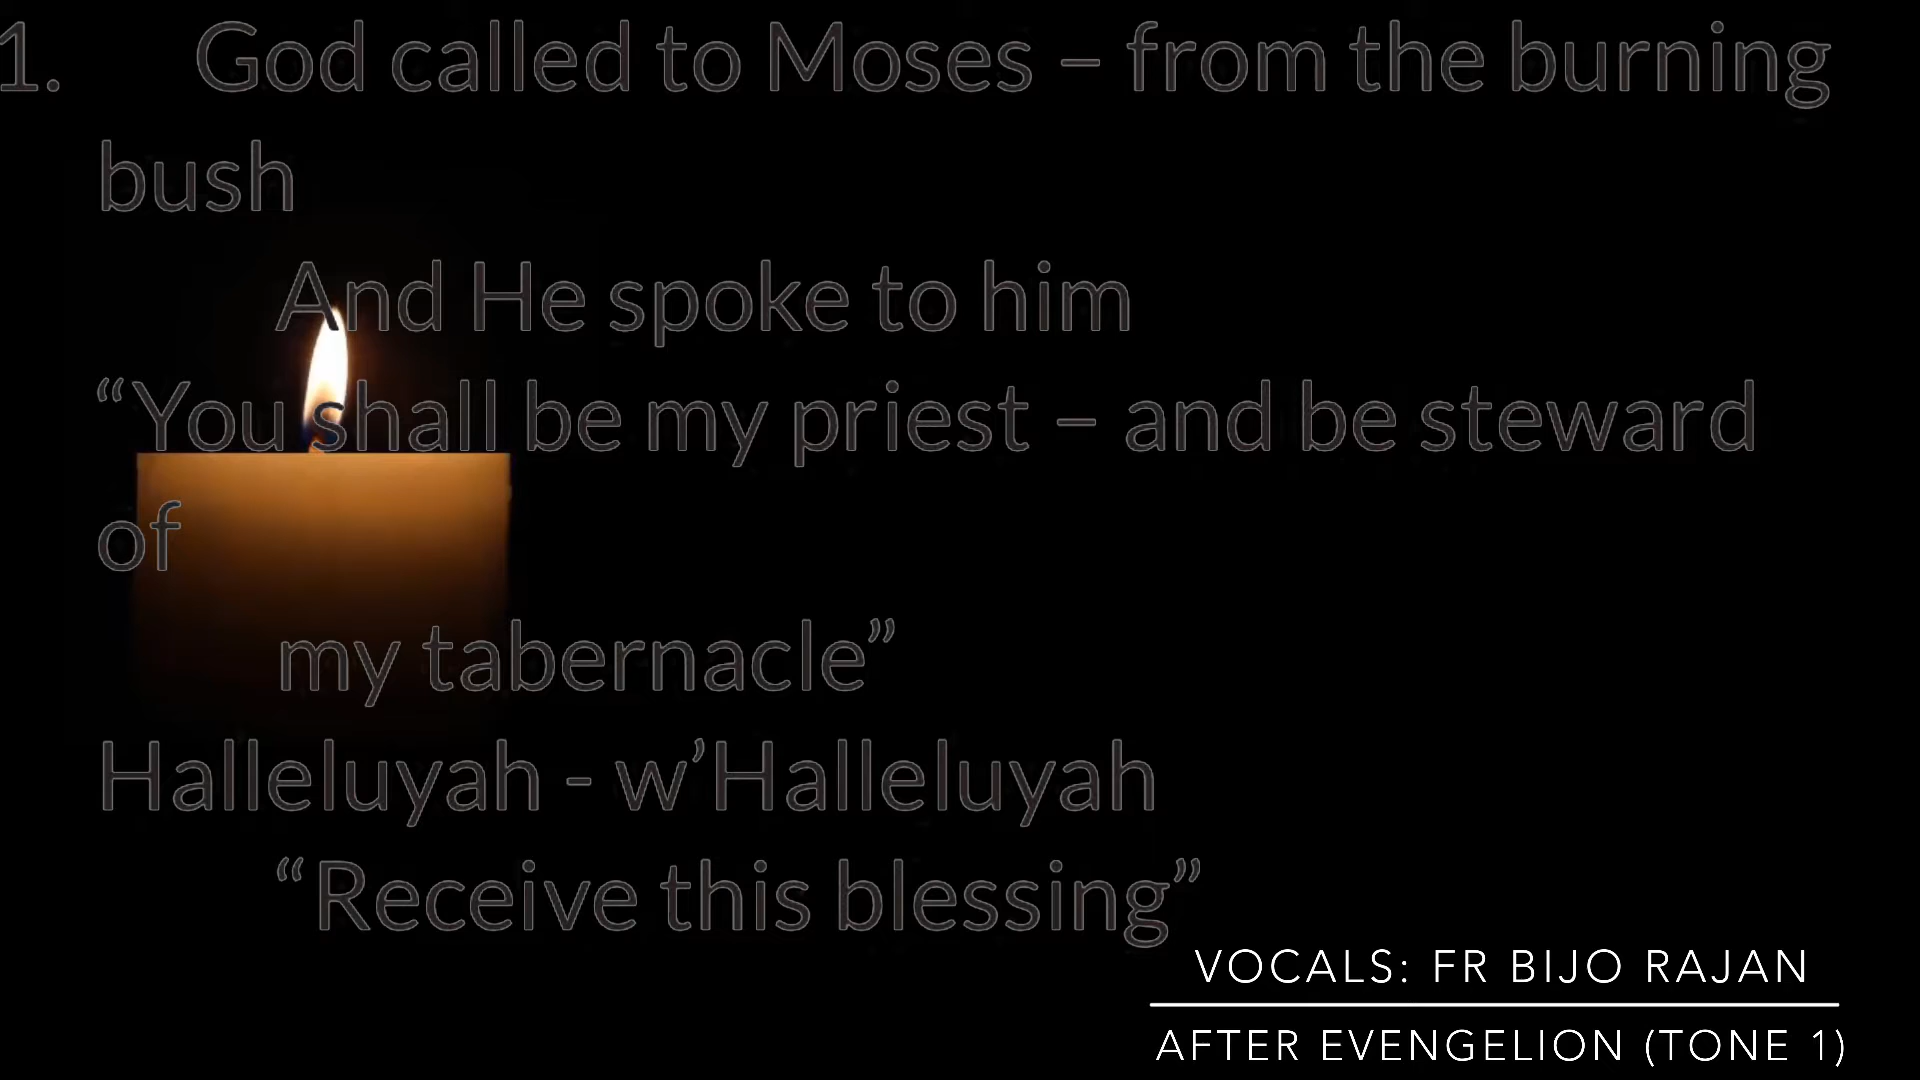 1. God called to Moses – from the burning
bush
And He spoke to him
“You shall be my priest – and be steward
of
my tabernacle”
Halleluyah - w’Halleluyah
“Receive this blessing”
VOCALS: FR BIJO RAJAN
AFTER EVENGELION (TONE 1)